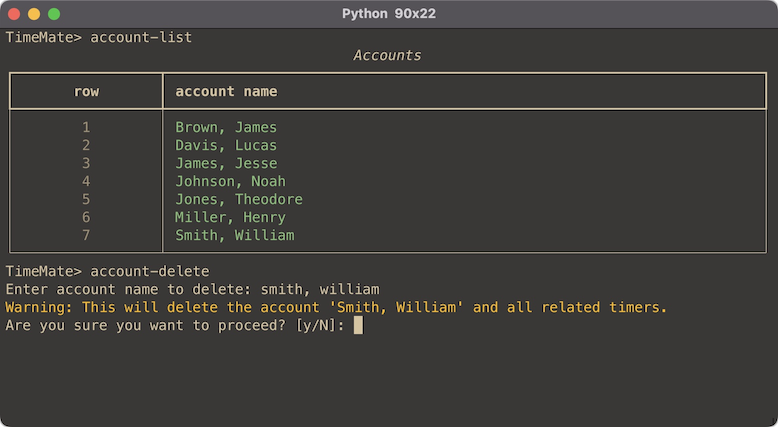 Python 90x22
TimeMate> account-list
Accounts
row account name
1 Brown, James
2 Davis, Lucas
3 James, Jesse
4 Johnson, Noah
5 Jones, Theodore
6 Miller, Henry
7 Smith, William
TimeMate> account-delete
Enter account name to delete: smith, william
Warning: This will delete the account 'Smith, William' and all related timers.
Are you sure you want to proceed? [y/N]: